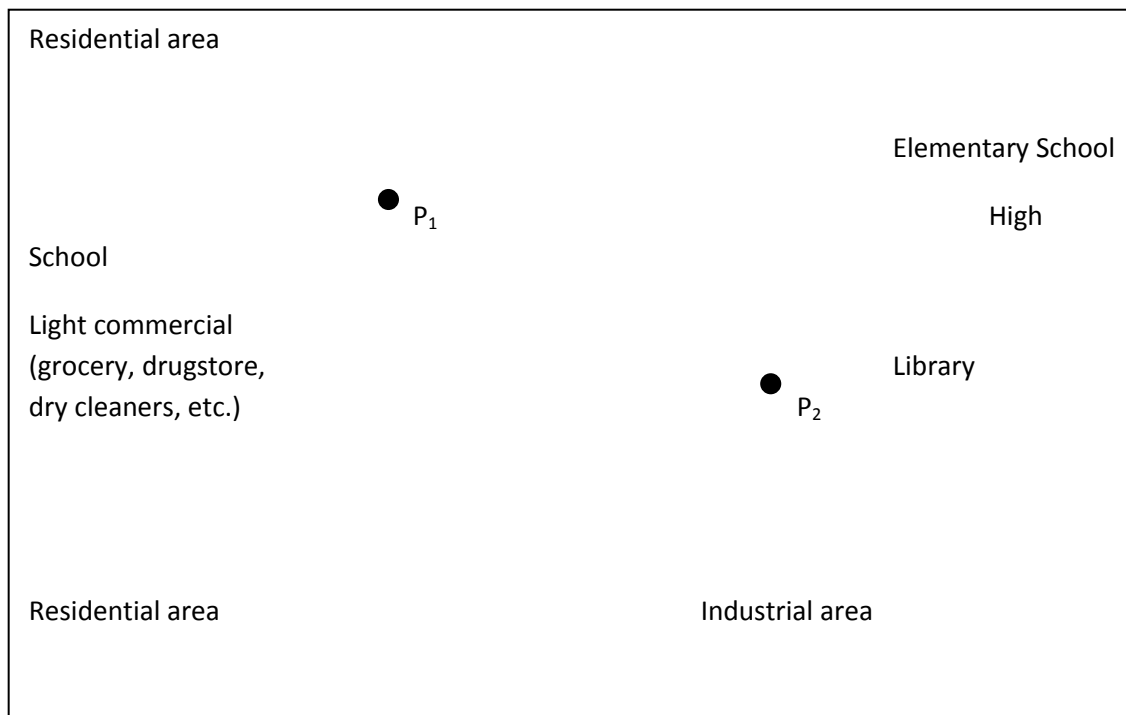 Residential area
Elementary School
P₁
High
School
Light commercial
(grocery, drugstore,
Library
dry cleaners, etc.)
P₂
Residential area
Industrial area